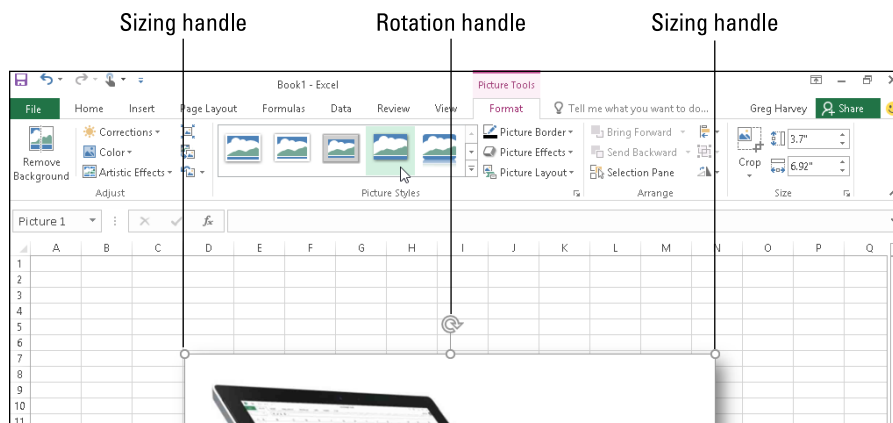 Sizing handle Rotation handle Sizing handle
Book1 - Excel Picture Tools
File Home Insert Page Layout Formulas Data Review View Format Tell me what you want to do... Greg Harvey Share
Corrections Picture Border Bring Forward 3.7"
Remove Background Color Picture Effects Send Backward Crop 6.92"
Artistic Effects Picture Layout Selection Pane
Adjust Picture Styles Arrange Size
Picture 1 fx
A B C D E F G H I J K L M N O P Q
1
2
3
4
5
6
7
8
9
10
11